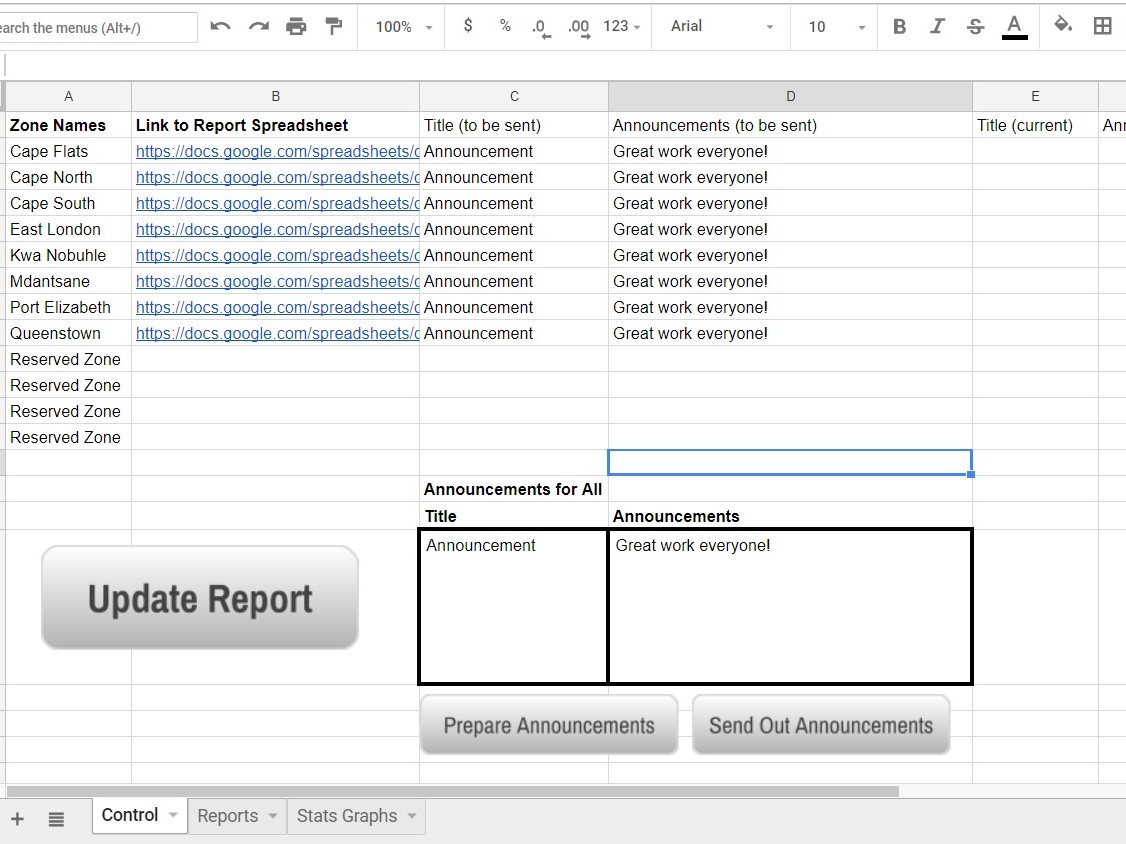 earch the menus (Alt+/) 100% $ % .0 .00 123 Arial 10 B I S A
A B C D E
Zone Names Link to Report Spreadsheet Title (to be sent) Announcements (to be sent) Title (current) Ann
Cape Flats https://docs.google.com/spreadsheets/d Announcement Great work everyone!
Cape North https://docs.google.com/spreadsheets/d Announcement Great work everyone!
Cape South https://docs.google.com/spreadsheets/d Announcement Great work everyone!
East London https://docs.google.com/spreadsheets/d Announcement Great work everyone!
Kwa Nobuhle https://docs.google.com/spreadsheets/d Announcement Great work everyone!
Mdantsane https://docs.google.com/spreadsheets/d Announcement Great work everyone!
Port Elizabeth https://docs.google.com/spreadsheets/d Announcement Great work everyone!
Queenstown https://docs.google.com/spreadsheets/d Announcement Great work everyone!
Reserved Zone
Reserved Zone
Reserved Zone
Reserved Zone
Announcements for All
Title Announcements
Announcement Great work everyone!
Update Report
Prepare Announcements Send Out Announcements
+ Control Reports Stats Graphs